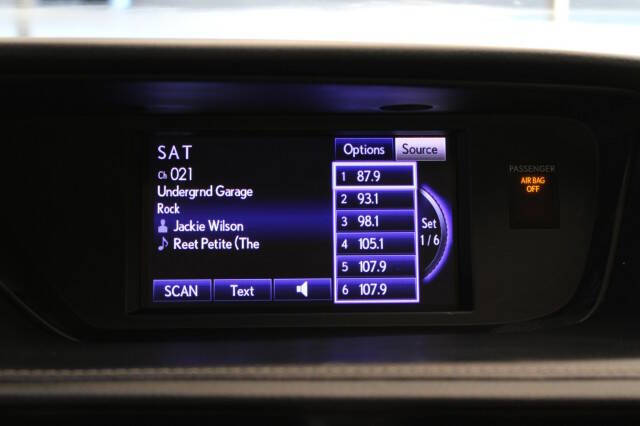 SAT
Ch 021
Undergrnd Garage
Rock
Jackie Wilson
Reet Petite (The
SCAN
Text
Options
Source
1 87.9
2 93.1
3 98.1
4 105.1
5 107.9
6 107.9
Set
1/6
PASSENGER
AIR BAG
OFF